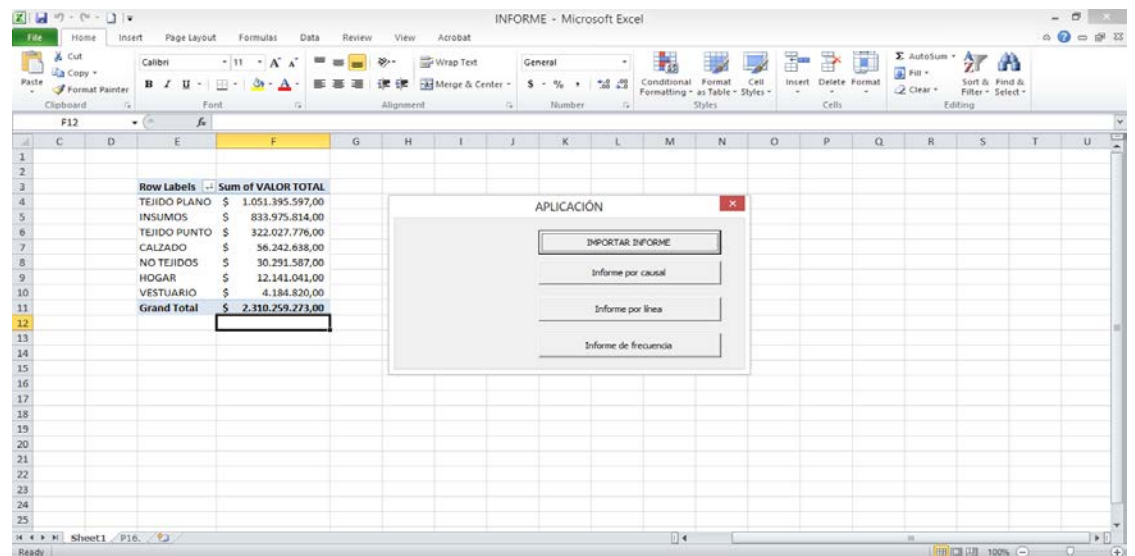 INFORME - Microsoft Excel
File Home Insert Page Layout Formulas Data Review View Acrobat
Cut
Copy
Format Painter
Paste
Clipboard
Calibri 11 A A
B I U A
Font
Wrap Text
Merge & Center
Alignment
General
$ - % ,
Number
Conditional Formatting
Format as Table
Cell Styles
Styles
Insert Delete Format
Cells
Σ AutoSum
Fill
Clear
Sort & Filter
Find & Select
Editing
F12 fx
C D E F G H I J K L M N O P Q R S T U
1
2
3 Row Labels Sum of VALOR TOTAL
4 TEJIDO PLANO $ 1.051.395.597,00
5 INSUMOS $ 833.975.814,00
6 TEJIDO PUNTO $ 322.027.776,00
7 CALZADO $ 56.242.638,00
8 NO TEJIDOS $ 30.291.587,00
9 HOGAR $ 12.141.041,00
10 VESTUARIO $ 4.184.820,00
11 Grand Total $ 2.310.259.273,00
12
13
14
15
16
17
18
19
20
21
22
23
24
25
APLICACIÓN
IMPORTAR INFORME
Informe por causal
Informe por línea
Informe de frecuencia
Sheet1 P16.
Ready 100%